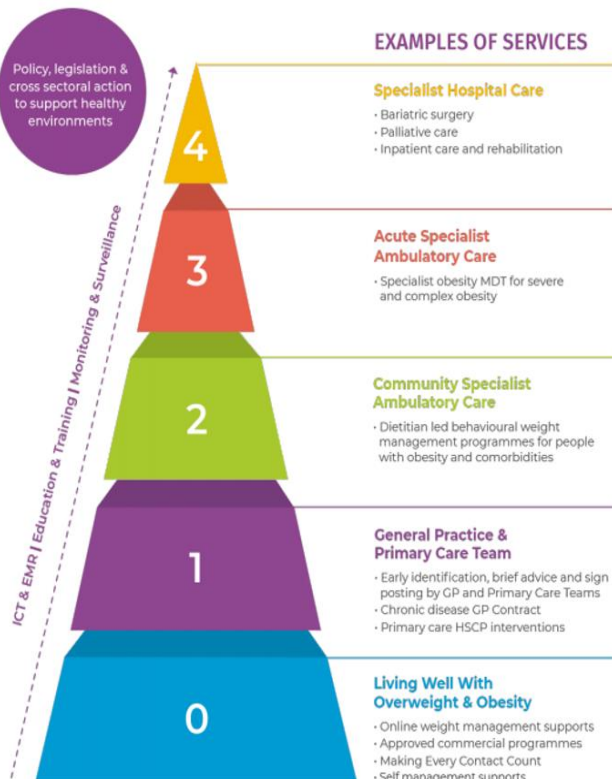 Policy, legislation &
cross sectoral action
to support healthy
environments
ICT & EMR | Education & Training | Monitoring & Surveillance
EXAMPLES OF SERVICES
4
Specialist Hospital Care
· Bariatric surgery
· Palliative care
· Inpatient care and rehabilitation
3
Acute Specialist
Ambulatory Care
· Specialist obesity MDT for severe
and complex obesity
2
Community Specialist
Ambulatory Care
· Dietitian led behavioural weight
management programmes for people
with obesity and comorbidities
1
General Practice &
Primary Care Team
· Early identification, brief advice and sign
posting by GP and Primary Care Teams
· Chronic disease GP Contract
· Primary care HSCP interventions
0
Living Well With
Overweight & Obesity
· Online weight management supports
· Approved commercial programmes
· Making Every Contact Count
· Self management supports